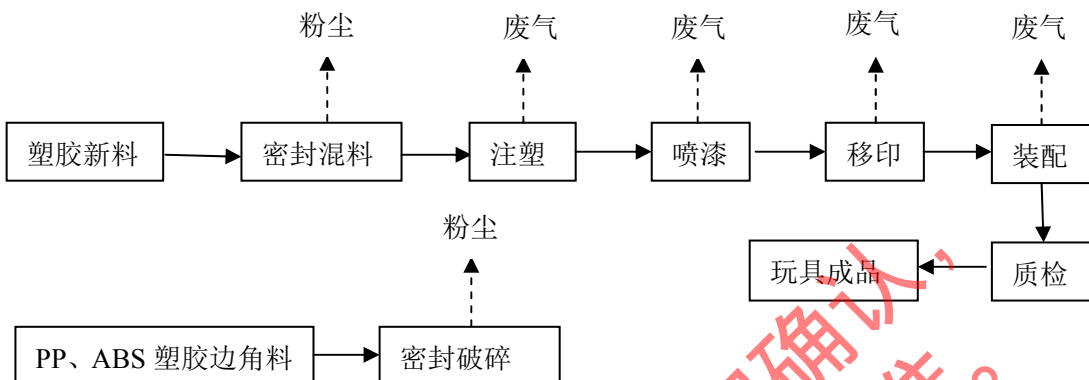 粉尘 废气 废气 废气 废气
塑胶新料 密封混料 注塑 喷漆 移印 装配
粉尘
玩具成品 质检
PP、ABS 塑胶边角料 密封破碎
确认,